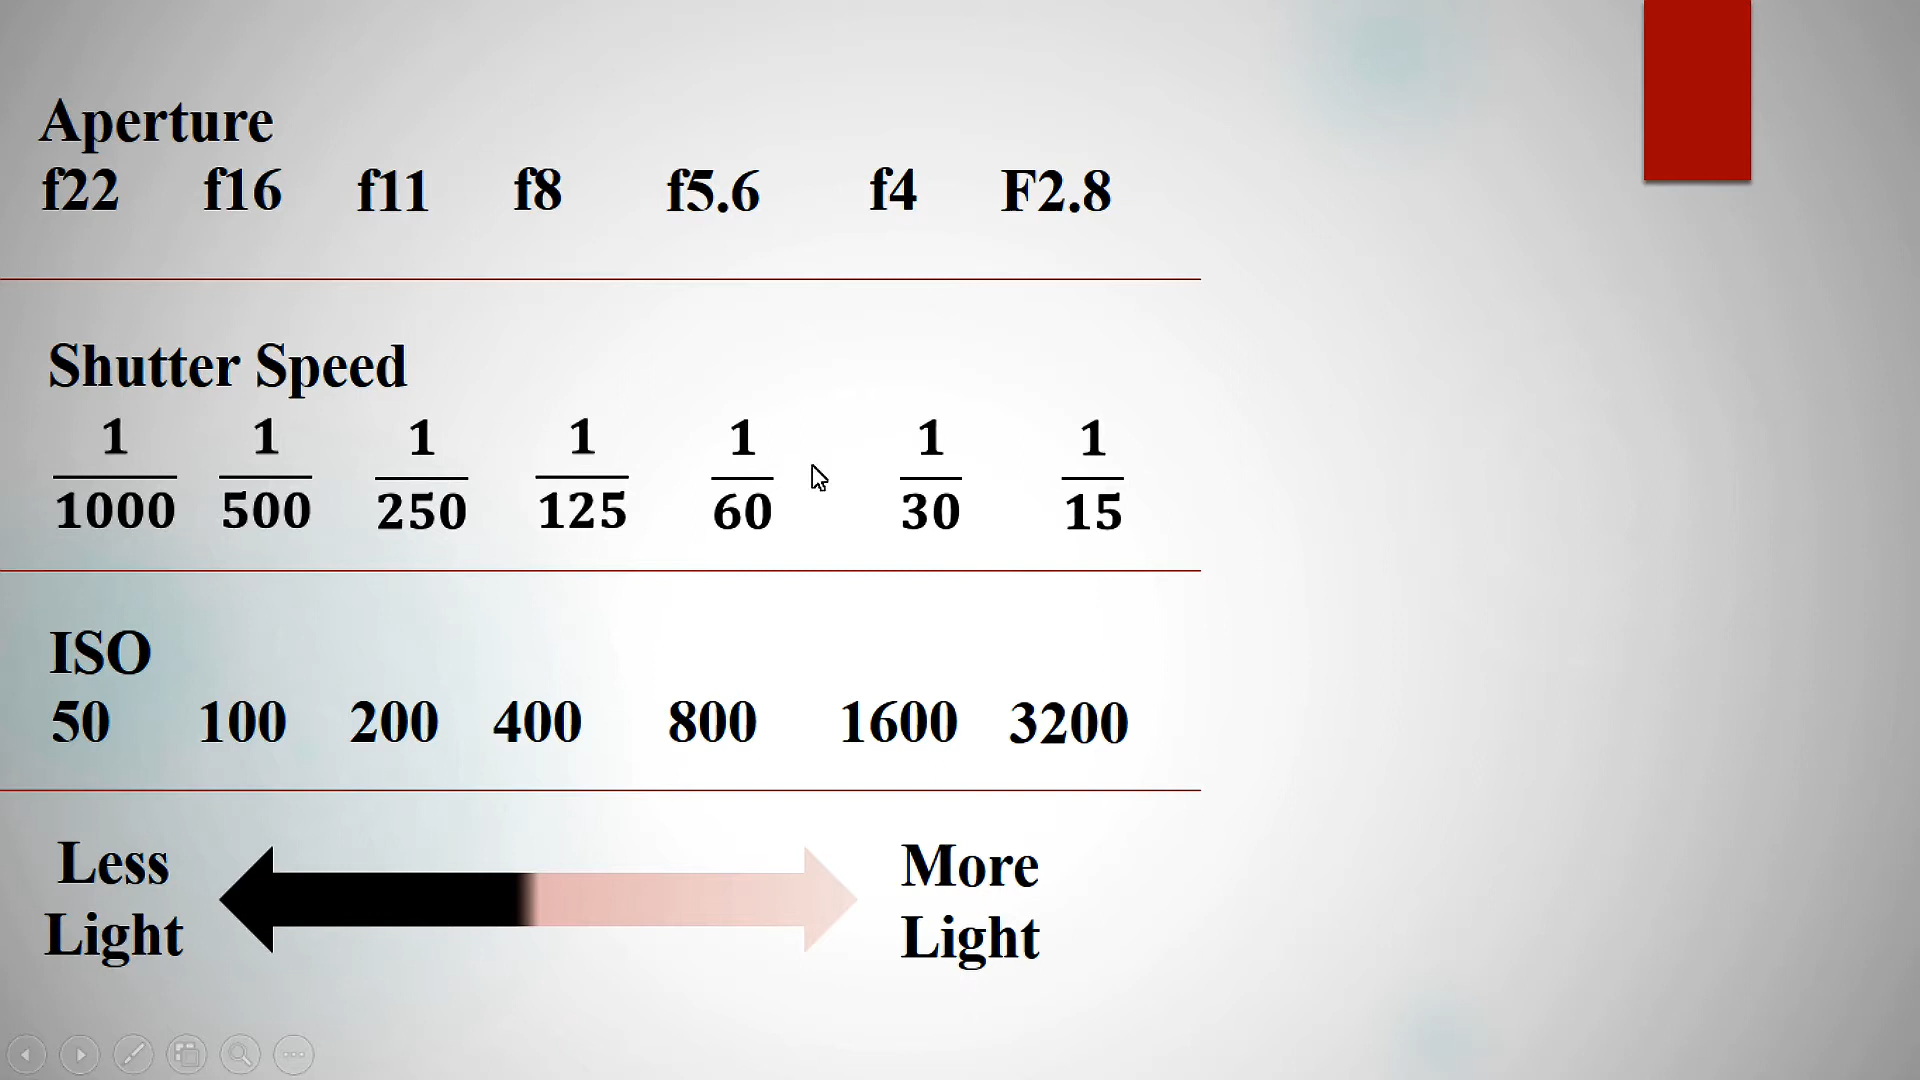 Aperture
f22 f16 f11 f8 f5.6 f4 F2.8
Shutter Speed
1/1000 1/500 1/250 1/125 1/60 1/30 1/15
ISO
50 100 200 400 800 1600 3200
Less
Light
More
Light